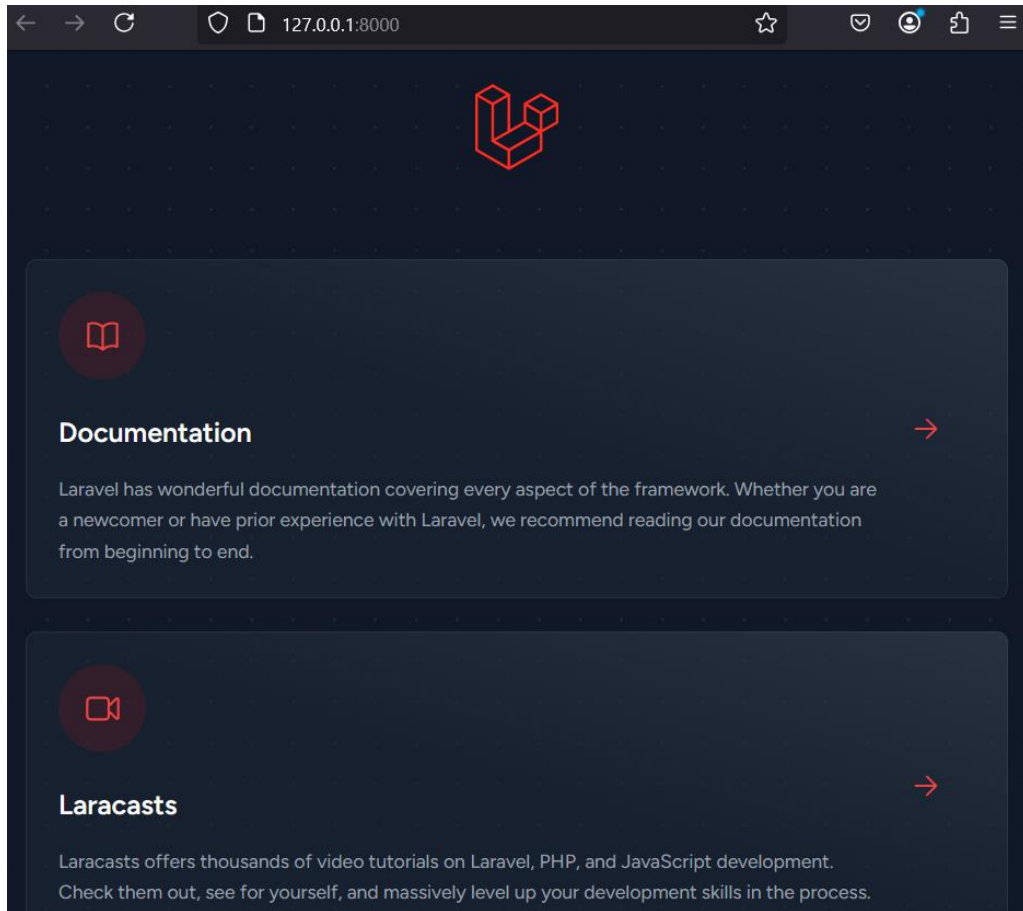 127.0.0.1:8000
Documentation
Laravel has wonderful documentation covering every aspect of the framework. Whether you are
a newcomer or have prior experience with Laravel, we recommend reading our documentation
from beginning to end.
Laracasts
Laracasts offers thousands of video tutorials on Laravel, PHP, and JavaScript development.
Check them out, see for yourself, and massively level up your development skills in the process.